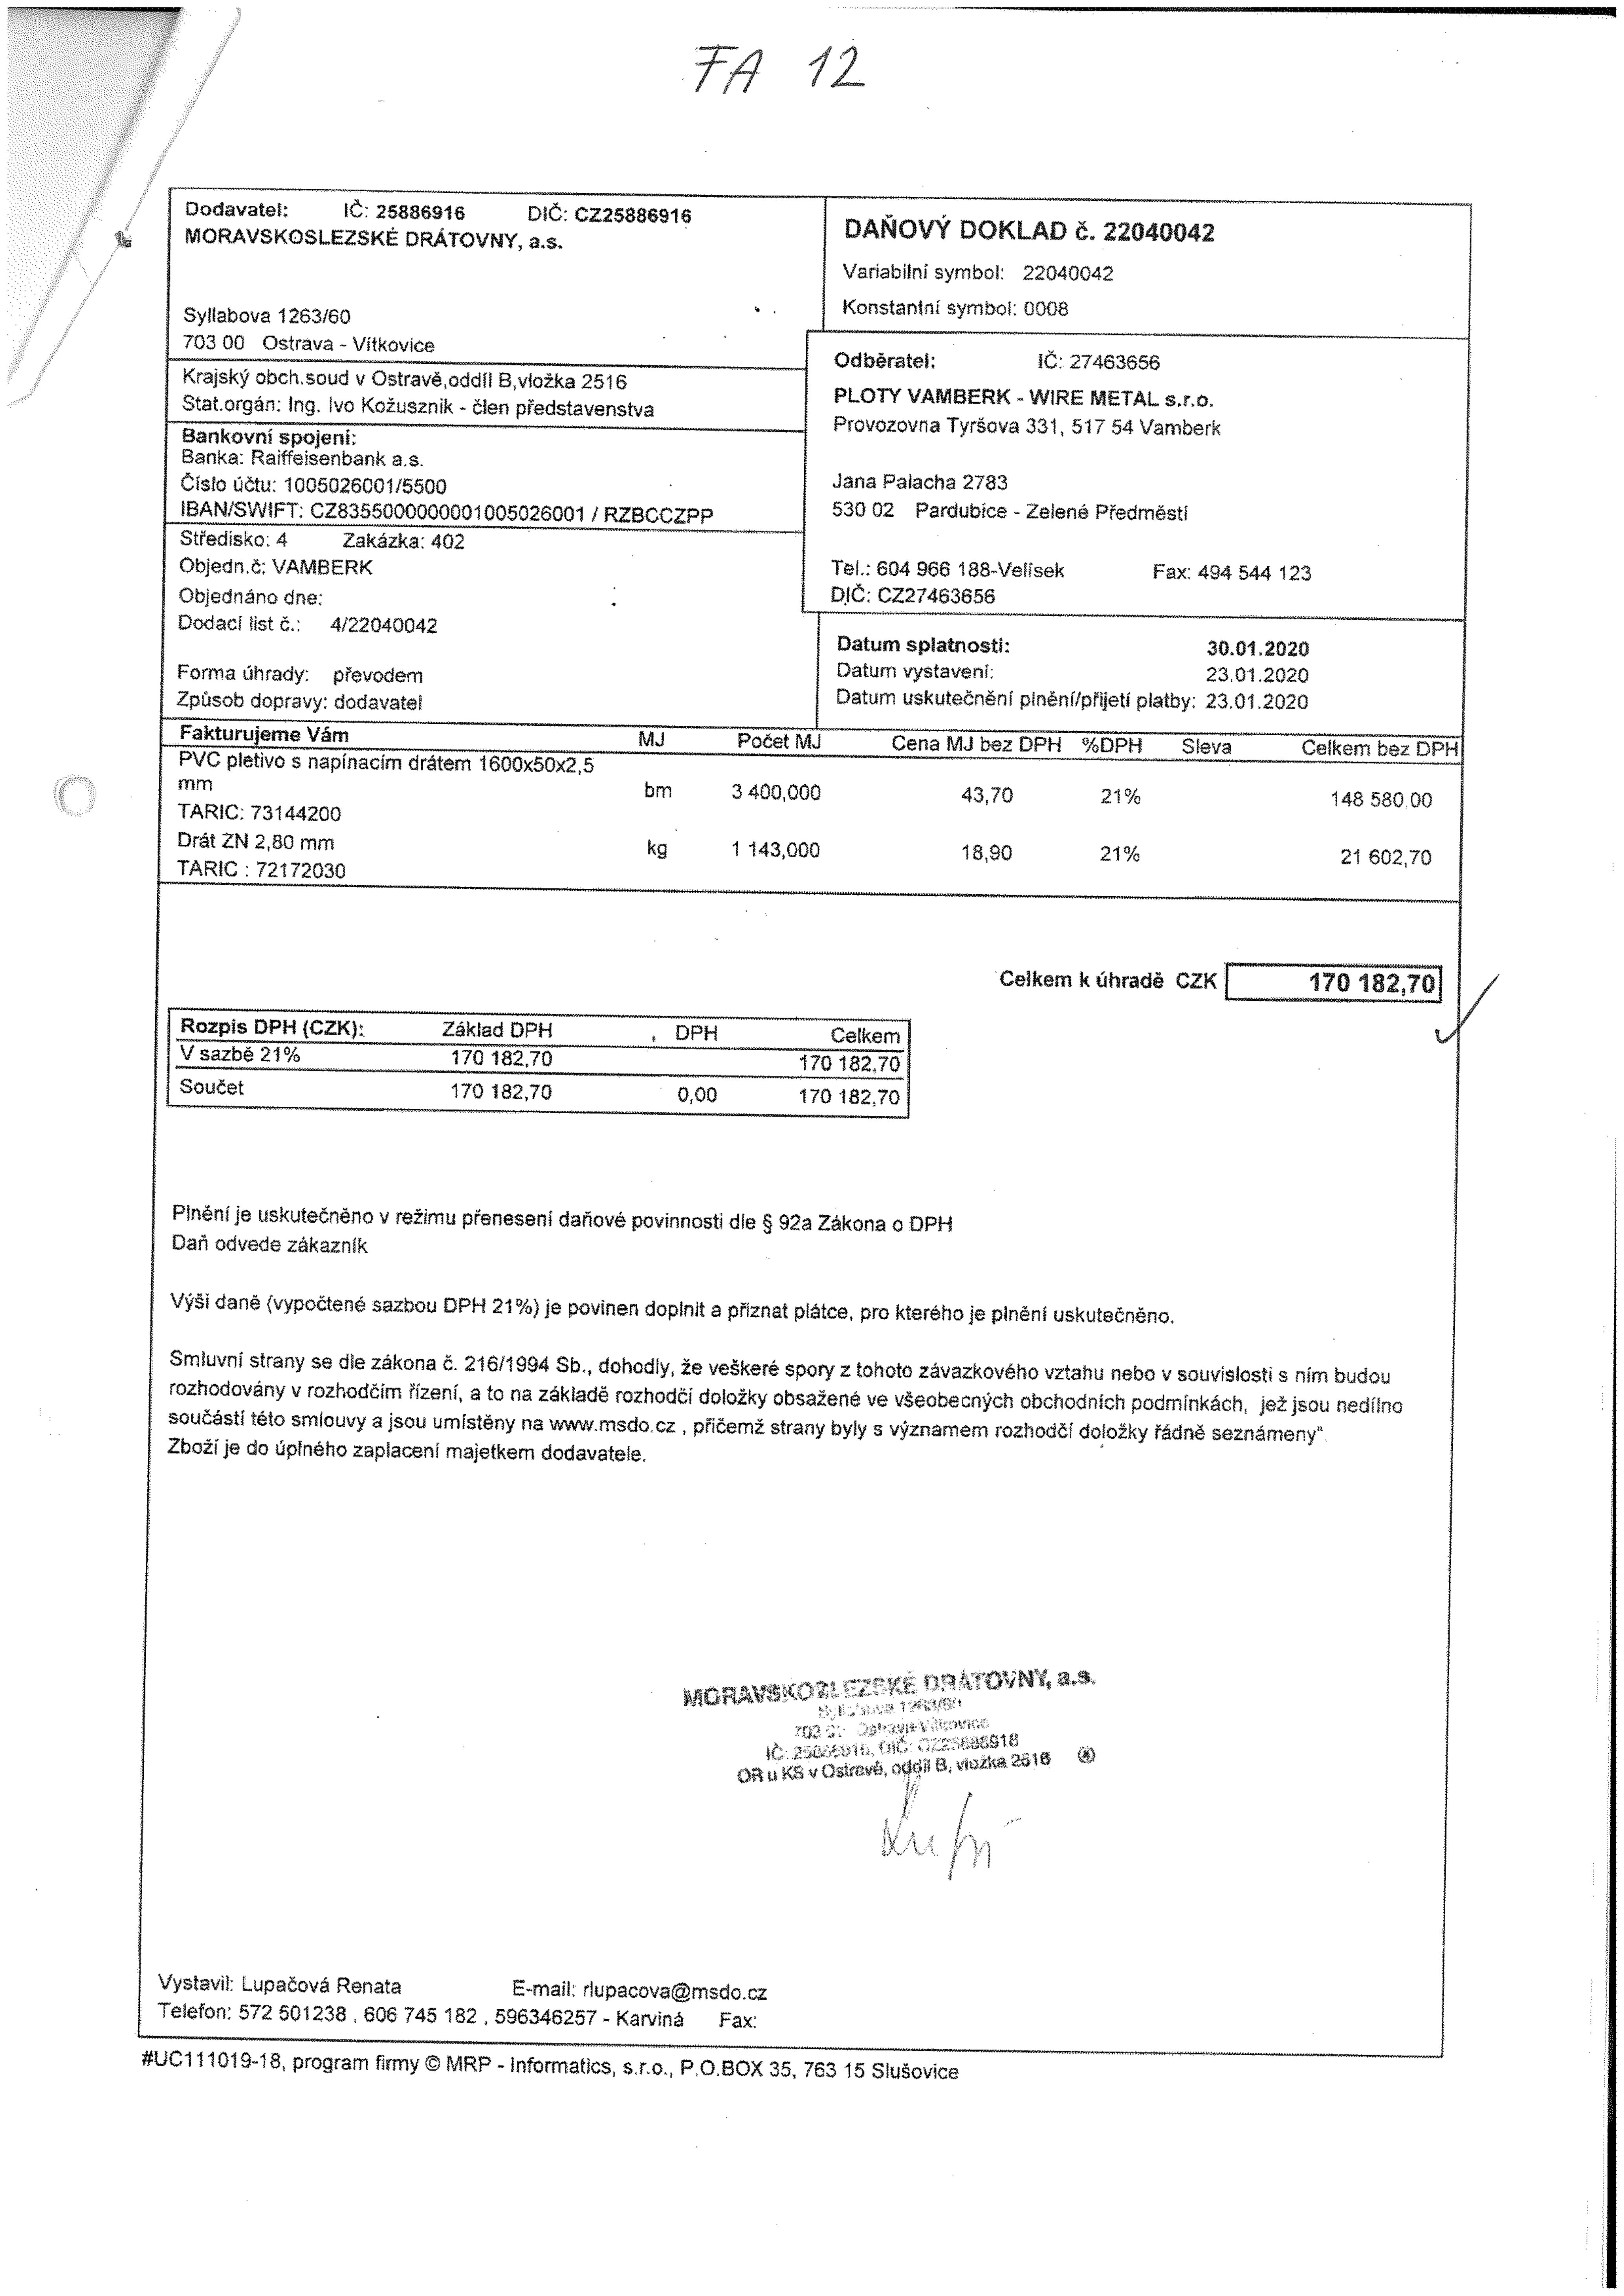 FA 12
Dodavatel: IČ: 25886916 DIČ: CZ25886916
MORAVSKOSLEZSKÉ DRÁTOVNY, a.s.
Syllabova 1263/60
703 00 Ostrava - Vítkovice
Krajský obch.soud v Ostravě,oddíl B,vložka 2516
Stat.orgán: Ing. Ivo Kožusznik - člen představenstva
Bankovní spojení:
Banka: Raiffeisenbank a.s.
Číslo účtu: 1005026001/5500
IBAN/SWIFT: CZ8355000000001005026001 / RZBCCZPP
Středisko: 4 Zakázka: 402
Objedn.č: VAMBERK
Objednáno dne:
Dodací list č.: 4/22040042
Forma úhrady: převodem
Způsob dopravy: dodavatel
DAŇOVÝ DOKLAD č. 22040042
Variabilní symbol: 22040042
Konstantní symbol: 0008
Odběratel: IČ: 27463656
PLOTY VAMBERK - WIRE METAL s.r.o.
Provozovna Tyršova 331, 517 54 Vamberk
Jana Palacha 2783
530 02 Pardubice - Zelené Předměstí
Tel.: 604 966 188-Velísek Fax: 494 544 123
DIČ: CZ27463656
Datum splatnosti: 30.01.2020
Datum vystavení: 23.01.2020
Datum uskutečnění plnění/přijetí platby: 23.01.2020
Fakturujeme Vám MJ Počet MJ Cena MJ bez DPH %DPH Sleva Celkem bez DPH
PVC pletivo s napínacím drátem 1600x50x2,5
mm bm 3 400,000 43,70 21% 148 580,00
TARIC: 73144200
Drát ZN 2,80 mm kg 1 143,000 18,90 21% 21 602,70
TARIC : 72172030
Celkem k úhradě CZK 170 182,70
Rozpis DPH (CZK): Základ DPH DPH Celkem
V sazbě 21% 170 182,70 170 182,70
Součet 170 182,70 0,00 170 182,70
Plnění je uskutečněno v režimu přenesení daňové povinnosti dle § 92a Zákona o DPH
Daň odvede zákazník
Výši daně (vypočtené sazbou DPH 21%) je povinen doplnit a přiznat plátce, pro kterého je plnění uskutečněno.
Smluvní strany se dle zákona č. 216/1994 Sb., dohodly, že veškeré spory z tohoto závazkového vztahu nebo v souvislosti s ním budou
rozhodovány v rozhodčím řízení, a to na základě rozhodčí doložky obsažené ve všeobecných obchodních podmínkách, jež jsou nedílno
součástí této smlouvy a jsou umístěny na www.msdo.cz , přičemž strany byly s významem rozhodčí doložky řádně seznámeny"
Zboží je do úplného zaplacení majetkem dodavatele.
MORAVSKOSLEZSKÉ DRÁTOVNY, a.s.
Syllabova 1263/60
Ostrava-Vítkovice
IČ: 25886916, DIČ: CZ25886916
OR u KS v Ostravě, oddíl B, vložka 2516
Vystavil: Lupačová Renata E-mail: rlupacova@msdo.cz
Telefon: 572 501238 , 606 745 182 , 596346257 - Karviná Fax:
#UC111019-18, program firmy © MRP - Informatics, s.r.o., P.O.BOX 35, 763 15 Slušovice